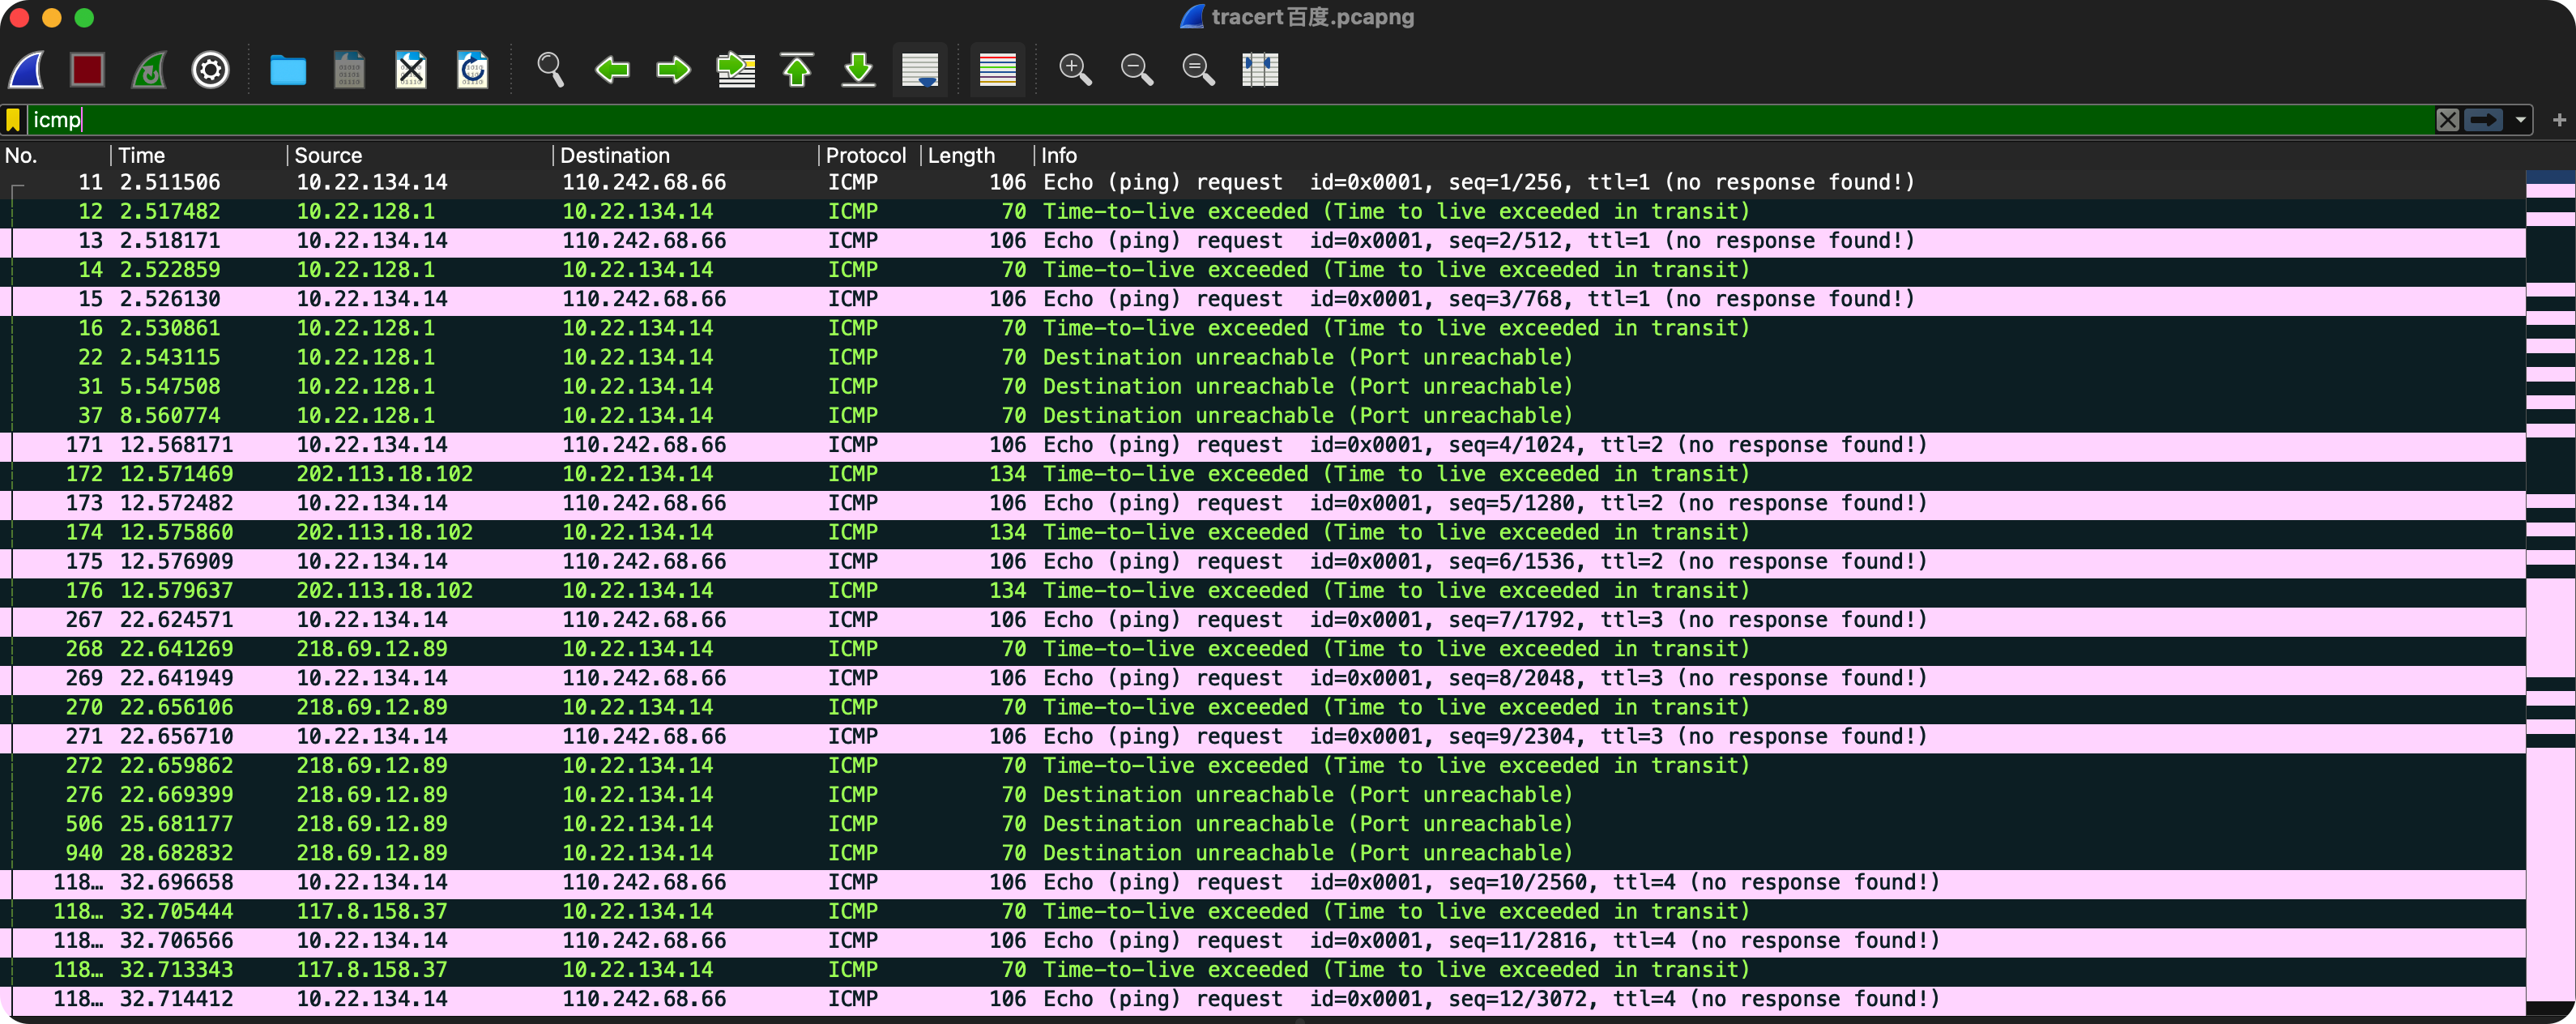 tracert百度.pcapng
icmp
No. Time Source Destination Protocol Length Info
11 2.511506 10.22.134.14 110.242.68.66 ICMP 106 Echo (ping) request id=0x0001, seq=1/256, ttl=1 (no response found!)
12 2.517482 10.22.128.1 10.22.134.14 ICMP 70 Time-to-live exceeded (Time to live exceeded in transit)
13 2.518171 10.22.134.14 110.242.68.66 ICMP 106 Echo (ping) request id=0x0001, seq=2/512, ttl=1 (no response found!)
14 2.522859 10.22.128.1 10.22.134.14 ICMP 70 Time-to-live exceeded (Time to live exceeded in transit)
15 2.526130 10.22.134.14 110.242.68.66 ICMP 106 Echo (ping) request id=0x0001, seq=3/768, ttl=1 (no response found!)
16 2.530861 10.22.128.1 10.22.134.14 ICMP 70 Time-to-live exceeded (Time to live exceeded in transit)
22 2.543115 10.22.128.1 10.22.134.14 ICMP 70 Destination unreachable (Port unreachable)
31 5.547508 10.22.128.1 10.22.134.14 ICMP 70 Destination unreachable (Port unreachable)
37 8.560774 10.22.128.1 10.22.134.14 ICMP 70 Destination unreachable (Port unreachable)
171 12.568171 10.22.134.14 110.242.68.66 ICMP 106 Echo (ping) request id=0x0001, seq=4/1024, ttl=2 (no response found!)
172 12.571469 202.113.18.102 10.22.134.14 ICMP 134 Time-to-live exceeded (Time to live exceeded in transit)
173 12.572482 10.22.134.14 110.242.68.66 ICMP 106 Echo (ping) request id=0x0001, seq=5/1280, ttl=2 (no response found!)
174 12.575860 202.113.18.102 10.22.134.14 ICMP 134 Time-to-live exceeded (Time to live exceeded in transit)
175 12.576909 10.22.134.14 110.242.68.66 ICMP 106 Echo (ping) request id=0x0001, seq=6/1536, ttl=2 (no response found!)
176 12.579637 202.113.18.102 10.22.134.14 ICMP 134 Time-to-live exceeded (Time to live exceeded in transit)
267 22.624571 10.22.134.14 110.242.68.66 ICMP 106 Echo (ping) request id=0x0001, seq=7/1792, ttl=3 (no response found!)
268 22.641269 218.69.12.89 10.22.134.14 ICMP 70 Time-to-live exceeded (Time to live exceeded in transit)
269 22.641949 10.22.134.14 110.242.68.66 ICMP 106 Echo (ping) request id=0x0001, seq=8/2048, ttl=3 (no response found!)
270 22.656106 218.69.12.89 10.22.134.14 ICMP 70 Time-to-live exceeded (Time to live exceeded in transit)
271 22.656710 10.22.134.14 110.242.68.66 ICMP 106 Echo (ping) request id=0x0001, seq=9/2304, ttl=3 (no response found!)
272 22.659862 218.69.12.89 10.22.134.14 ICMP 70 Time-to-live exceeded (Time to live exceeded in transit)
276 22.669399 218.69.12.89 10.22.134.14 ICMP 70 Destination unreachable (Port unreachable)
506 25.681177 218.69.12.89 10.22.134.14 ICMP 70 Destination unreachable (Port unreachable)
940 28.682832 218.69.12.89 10.22.134.14 ICMP 70 Destination unreachable (Port unreachable)
118… 32.696658 10.22.134.14 110.242.68.66 ICMP 106 Echo (ping) request id=0x0001, seq=10/2560, ttl=4 (no response found!)
118… 32.705444 117.8.158.37 10.22.134.14 ICMP 70 Time-to-live exceeded (Time to live exceeded in transit)
118… 32.706566 10.22.134.14 110.242.68.66 ICMP 106 Echo (ping) request id=0x0001, seq=11/2816, ttl=4 (no response found!)
118… 32.713343 117.8.158.37 10.22.134.14 ICMP 70 Time-to-live exceeded (Time to live exceeded in transit)
118… 32.714412 10.22.134.14 110.242.68.66 ICMP 106 Echo (ping) request id=0x0001, seq=12/3072, ttl=4 (no response found!)